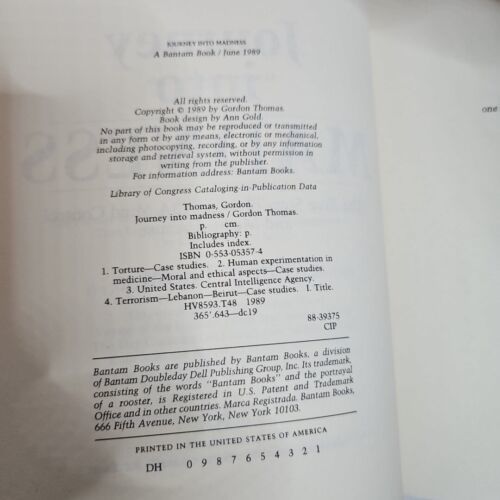 JOURNEY INTO MADNESS
A Bantam Book / June 1989
All rights reserved.
Copyright © 1989 by Gordon Thomas.
Book design by Ann Gold.
No part of this book may be reproduced or transmitted
in any form or by any means, electronic or mechanical,
including photocopying, recording, or by any information
storage and retrieval system, without permission in
writing from the publisher.
For information address: Bantam Books.
Library of Congress Cataloging-in-Publication Data
Thomas, Gordon.
Journey into madness / Gordon Thomas.
p. cm.
Bibliography: p.
Includes index.
ISBN 0-553-05357-4
1. Torture—Case studies. 2. Human experimentation in
medicine—Moral and ethical aspects—Case studies.
3. United States. Central Intelligence Agency.
4. Terrorism—Lebanon—Beirut—Case studies. I. Title.
HV8593.T48 1989
365'.643—dc19
88-39375
CIP
Bantam Books are published by Bantam Books, a division
of Bantam Doubleday Dell Publishing Group, Inc. Its trademark,
consisting of the words "Bantam Books" and the portrayal
of a rooster, is Registered in U.S. Patent and Trademark
Office and in other countries. Marca Registrada. Bantam Books,
666 Fifth Avenue, New York, New York 10103.
PRINTED IN THE UNITED STATES OF AMERICA
DH 0 9 8 7 6 5 4 3 2 1
one